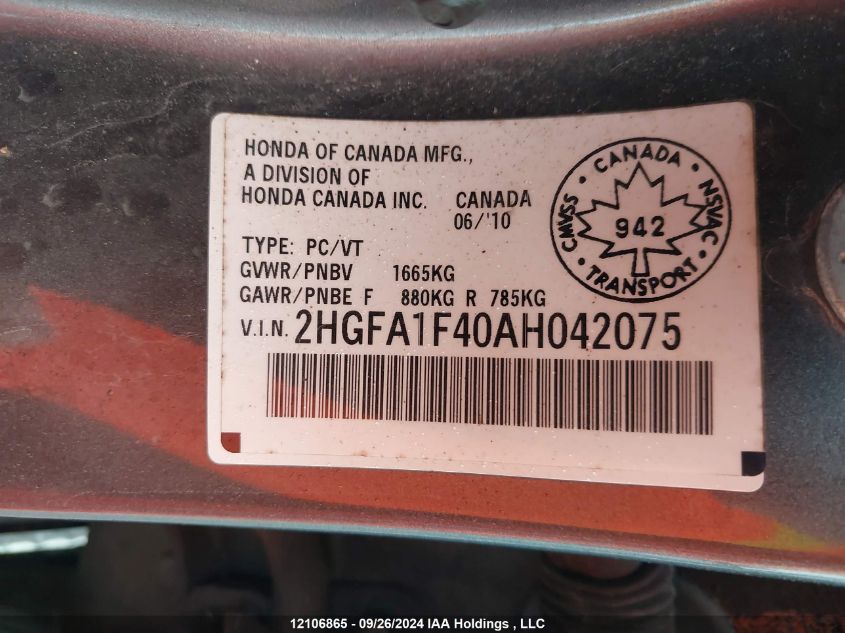 HONDA OF CANADA MFG.,
A DIVISION OF
HONDA CANADA INC. CANADA
06/'10
TYPE: PC/VT
GVWR/PNBV 1665KG
GAWR/PNBE F 880KG R 785KG
V.I.N. 2HGFA1F40AH042075
CMVSS • CANADA • NSVAC • TRANSPORT •
942
12106865 - 09/26/2024 IAA Holdings , LLC